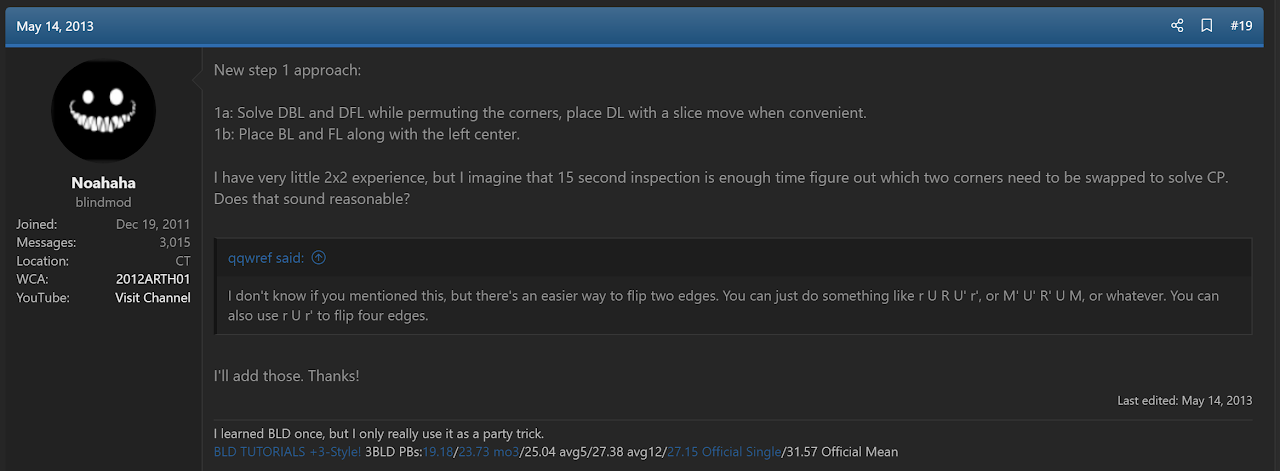 May 14, 2013
#19
Noahaha
blindmod
Joined: Dec 19, 2011
Messages: 3,015
Location: CT
WCA: 2012ARTH01
YouTube: Visit Channel
New step 1 approach:
1a: Solve DBL and DFL while permuting the corners, place DL with a slice move when convenient.
1b: Place BL and FL along with the left center.
I have very little 2x2 experience, but I imagine that 15 second inspection is enough time figure out which two corners need to be swapped to solve CP.
Does that sound reasonable?
qqwref said:
I don't know if you mentioned this, but there's an easier way to flip two edges. You can just do something like r U R U' r', or M' U' R' U M, or whatever. You can
also use r U r' to flip four edges.
I'll add those. Thanks!
Last edited: May 14, 2013
I learned BLD once, but I only really use it as a party trick.
BLD TUTORIALS +3-Style! 3BLD PBs:19.18/23.73 mo3/25.04 avg5/27.38 avg12/27.15 Official Single/31.57 Official Mean